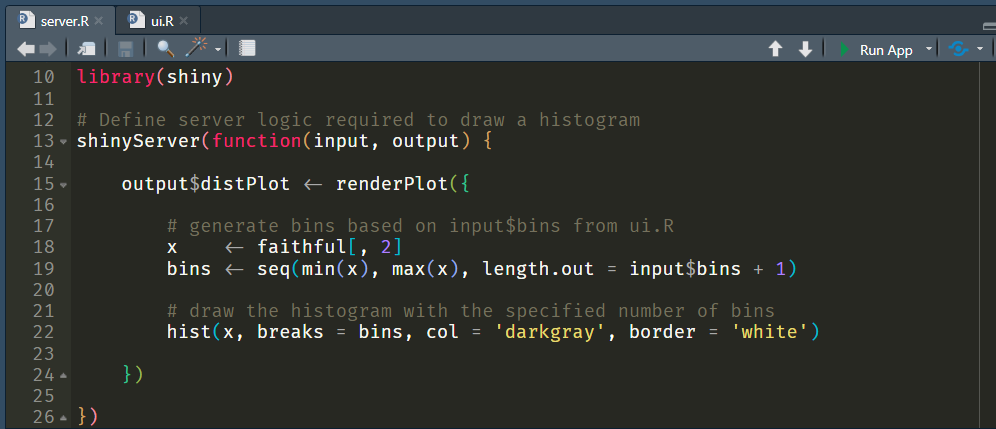 server.R ui.R
Run App
10 library(shiny)
11
12 # Define server logic required to draw a histogram
13 shinyServer(function(input, output) {
14
15     output$distPlot <- renderPlot({
16
17         # generate bins based on input$bins from ui.R
18         x    <- faithful[, 2]
19         bins <- seq(min(x), max(x), length.out = input$bins + 1)
20
21         # draw the histogram with the specified number of bins
22         hist(x, breaks = bins, col = 'darkgray', border = 'white')
23
24     })
25
26 })